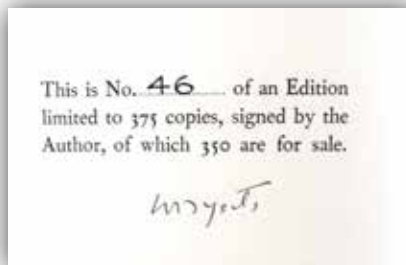 This is No. 46 of an Edition
limited to 375 copies, signed by the
Author, of which 350 are for sale.
WBYeats